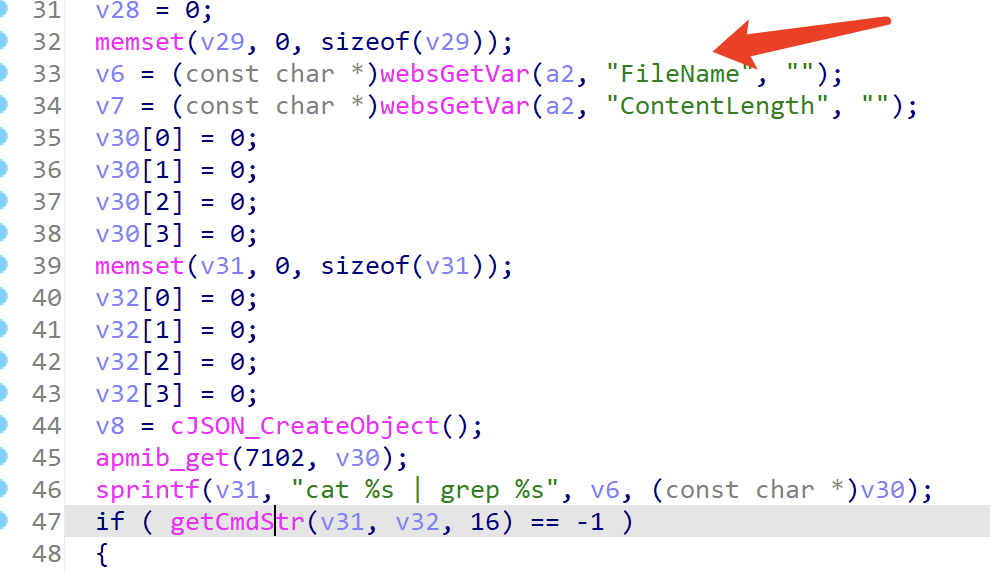 31 v28 = 0;
32 memset(v29, 0, sizeof(v29));
33 v6 = (const char *)websGetVar(a2, "FileName", "");
34 v7 = (const char *)websGetVar(a2, "ContentLength", "");
35 v30[0] = 0;
36 v30[1] = 0;
37 v30[2] = 0;
38 v30[3] = 0;
39 memset(v31, 0, sizeof(v31));
40 v32[0] = 0;
41 v32[1] = 0;
42 v32[2] = 0;
43 v32[3] = 0;
44 v8 = cJSON_CreateObject();
45 apmib_get(7102, v30);
46 sprintf(v31, "cat %s | grep %s", v6, (const char *)v30);
47 if ( getCmdStr(v31, v32, 16) == -1 )
48 {